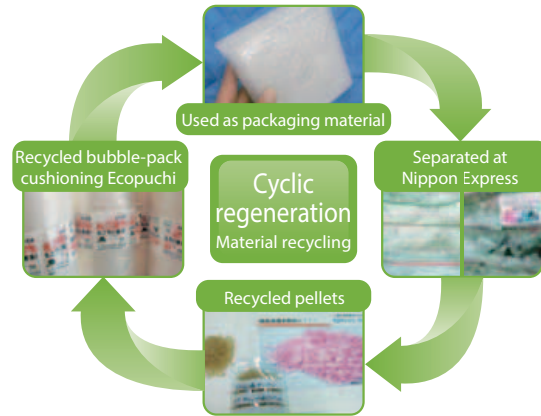 Used as packaging material
Separated at
Nippon Express
Recycled pellets
Recycled bubble-pack
cushioning Ecopuchi
Cyclic
regeneration
Material recycling